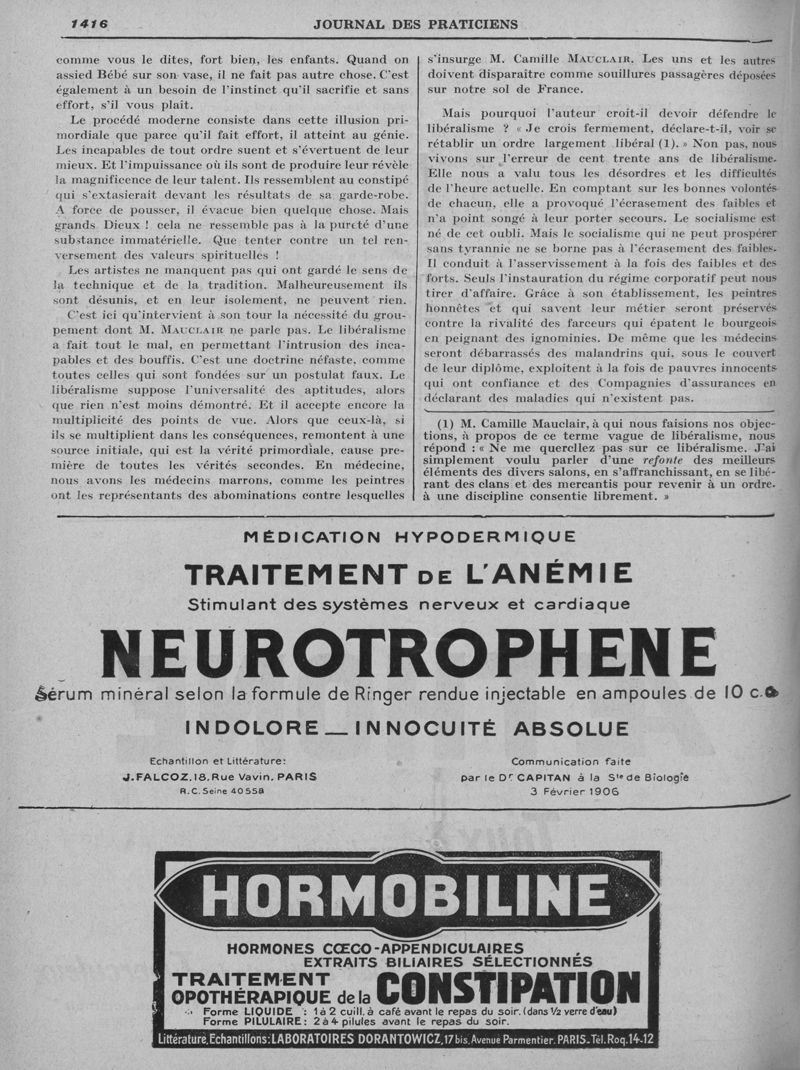 1416
JOURNAL DES PRATICIENS
comme vous le dites, fort bien, les enfants. Quand on
assied Bébé sur son vase, il ne fait pas autre chose. C'est
également à un besoin de l'instinct qu'il sacrifie et sans
effort, s'il vous plaît.
Le procédé moderne consiste dans cette illusion pri-
mordiale que parce qu'il fait effort, il atteint au génie.
Les incapables de tout ordre suent et s'évertuent de leur
mieux. Et l'impuissance où ils sont de produire leur révèle
la magnificence de leur talent. Ils ressemblent au constipé
qui s'extasierait devant les résultats de sa garde-robe.
A force de pousser, il évacue bien quelque chose. Mais
grands Dieux ! cela ne ressemble pas à la pureté d'une
substance immatérielle. Que tenter contre un tel ren-
versement des valeurs spirituelles !
Les artistes ne manquent pas qui ont gardé le sens de
la technique et de la tradition. Malheureusement ils
sont désunis, et en leur isolement, ne peuvent rien.
C'est ici qu'intervient à son tour la nécessité du grou-
pement dont M. MAUCLAIR ne parle pas. Le libéralisme
a fait tout le mal, en permettant l'intrusion des inca-
pables et des bouffis. C'est une doctrine néfaste, comme
toutes celles qui sont fondées sur un postulat faux. Le
libéralisme suppose l'universalité des aptitudes, alors
que rien n'est moins démontré. Et il accepte encore la
multiplicité des points de vue. Alors que ceux-là, si
ils se multiplient dans les conséquences, remontent à une
source initiale, qui est la vérité primordiale, cause pre-
mière de toutes les vérités secondes. En médecine,
nous avons les médecins marrons, comme les peintres
ont les représentants des abominations contre lesquelles
s'insurge M. Camille MAUCLAIR. Les uns et les autres
doivent disparaître comme souillures passagères déposées
sur notre sol de France.
Mais pourquoi l'auteur croit-il devoir défendre le
libéralisme ? « Je crois fermement, déclare-t-il, voir se
rétablir un ordre largement libéral (1). » Non pas, nous
vivons sur l'erreur de cent trente ans de libéralisme.
Elle nous a valu tous les désordres et les difficultés
de l'heure actuelle. En comptant sur les bonnes volontés
de chacun, elle a provoqué l'écrasement des faibles et
n'a point songé à leur porter secours. Le socialisme est
né de cet oubli. Mais le socialisme qui ne peut prospérer
sans tyrannie ne se borne pas à l'écrasement des faibles.
Il conduit à l'asservissement à la fois des faibles et des
forts. Seuls l'instauration du régime corporatif peut nous
tirer d'affaire. Grâce à son établissement, les peintres
honnêtes et qui savent leur métier seront préservés
contre la rivalité des farceurs qui épatent le bourgeois
en peignant des ignominies. De même que les médecins
seront débarrassés des malandrins qui, sous le couvert
de leur diplôme, exploitent à la fois de pauvres innocents
qui ont confiance et des Compagnies d'assurances en
déclarant des maladies qui n'existent pas.
(1) M. Camille Mauclair, à qui nous faisions nos objec-
tions, à propos de ce terme vague de libéralisme, nous
répond : « Ne me querellez pas sur ce libéralisme. J'ai
simplement voulu parler d'une refonte des meilleurs
éléments des divers salons, en s'affranchissant, en se libé-
rant des clans et des mercantis pour revenir à un ordre.
à une discipline consentie librement. »
MÉDICATION HYPODERMIQUE
TRAITEMENT DE L'ANÉMIE
Stimulant des systèmes nerveux et cardiaque
NEUROTROPHENE
Sérum minéral selon la formule de Ringer rendue injectable en ampoules de 10 c.c.
INDOLORE — INNOCUITÉ ABSOLUE
Echantillon et Littérature:
J. FALCOZ, 18, Rue Vavin, PARIS
R.C. Seine 40558
Communication faite
par le Dr CAPITAN à la Sté de Biologie
3 Février 1906
HORMOBILINE
HORMONES CŒCO-APPENDICULAIRES
EXTRAITS BILIAIRES SÉLECTIONNÉS
TRAITEMENT
OPOTHÉRAPIQUE de la CONSTIPATION
Forme LIQUIDE : 1 à 2 cuill. à café avant le repas du soir. (dans 1/2 verre d'eau)
Forme PILULAIRE : 2 à 4 pilules avant le repas du soir.
Littérature, Echantillons: LABORATOIRES DORANTOWICZ, 17 bis, Avenue Parmentier. PARIS - Tél. Roq. 14-12